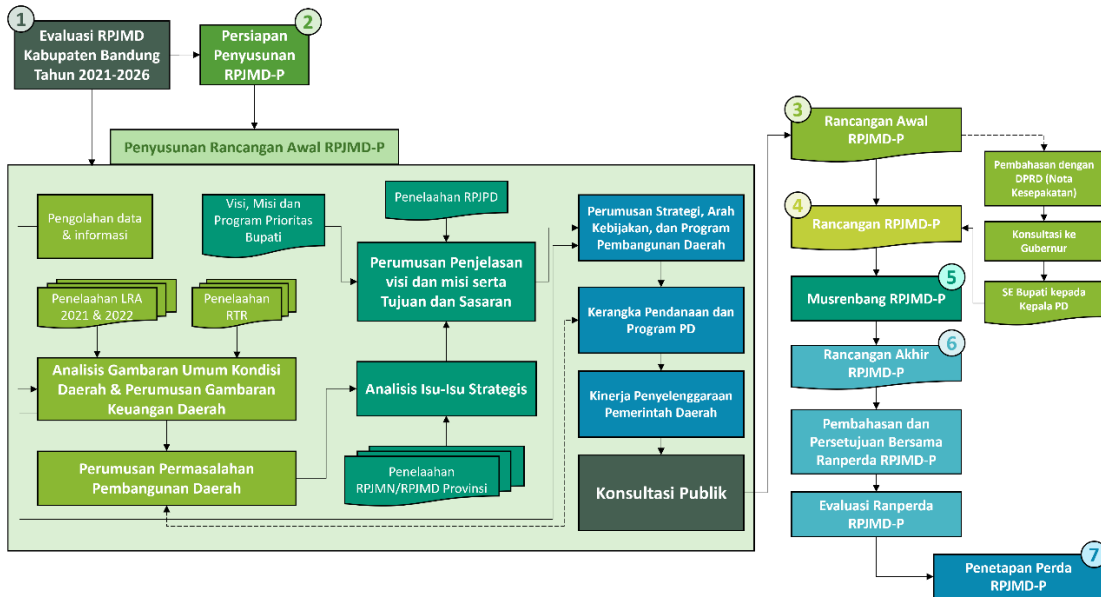 1
Evaluasi RPJMD
Kabupaten Bandung
Tahun 2021-2026
2
Persiapan
Penyusunan
RPJMD-P
Penyusunan Rancangan Awal RPJMD-P
Pengolahan data
& informasi
Visi, Misi dan
Program Prioritas
Bupati
Penelaahan RPJPD
Perumusan Penjelasan
visi dan misi serta
Tujuan dan Sasaran
Penelaahan LRA
2021 & 2022
Penelaahan
RTR
Analisis Gambaran Umum Kondisi
Daerah & Perumusan Gambaran
Keuangan Daerah
Analisis Isu-Isu Strategis
Perumusan Permasalahan
Pembangunan Daerah
Penelaahan
RPJMN/RPJMD Provinsi
Perumusan Strategi, Arah
Kebijakan, dan Program
Pembangunan Daerah
Kerangka Pendanaan dan
Program PD
Kinerja Penyelenggaraan
Pemerintah Daerah
Konsultasi Publik
3
Rancangan Awal
RPJMD-P
Pembahasan dengan
DPRD (Nota
Kesepakatan)
Konsultasi ke
Gubernur
SE Bupati kepada
Kepala PD
4
Rancangan RPJMD-P
5
Musrenbang RPJMD-P
6
Rancangan Akhir
RPJMD-P
Pembahasan dan
Persetujuan Bersama
Ranperda RPJMD-P
Evaluasi Ranperda
RPJMD-P
7
Penetapan Perda
RPJMD-P